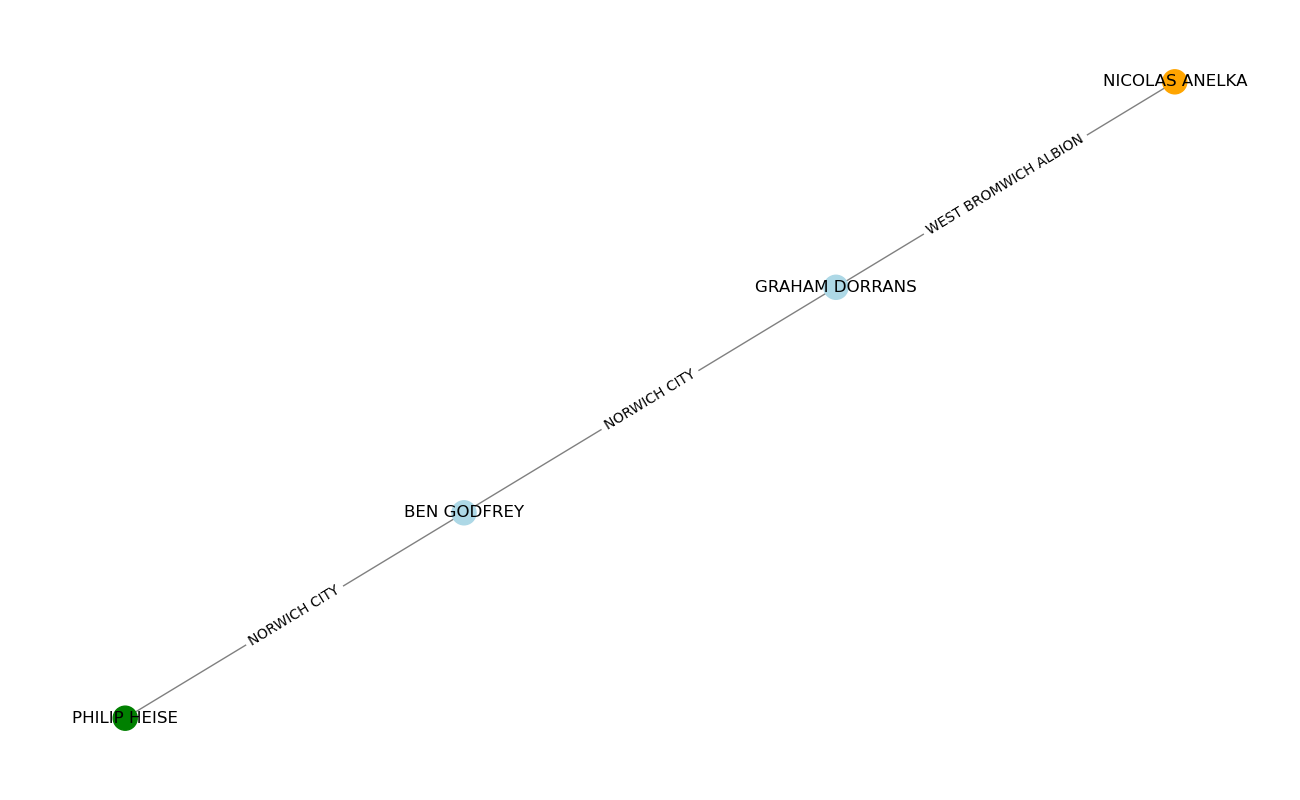 NICOLAS ANELKA
WEST BROMWICH ALBION
GRAHAM DORRANS
NORWICH CITY
BEN GODFREY
NORWICH CITY
PHILIP HEISE